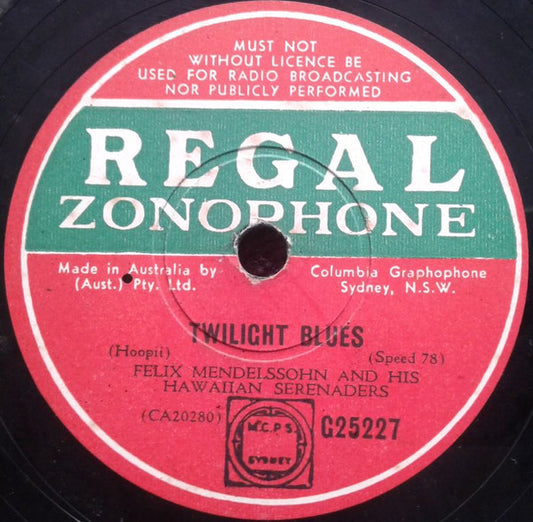 MUST NOT
WITHOUT LICENCE BE
USED FOR RADIO BROADCASTING
NOR PUBLICLY PERFORMED
REGAL
ZONOPHONE
Made in Australia by Columbia Graphophone
(Aust.) Pty. Ltd. Sydney, N.S.W.
TWILIGHT BLUES
(Hoopii) (Speed 78)
FELIX MENDELSSOHN AND HIS
HAWAIIAN SERENADERS
(CA20280) M.C.P.S. G25227
SYDNEY